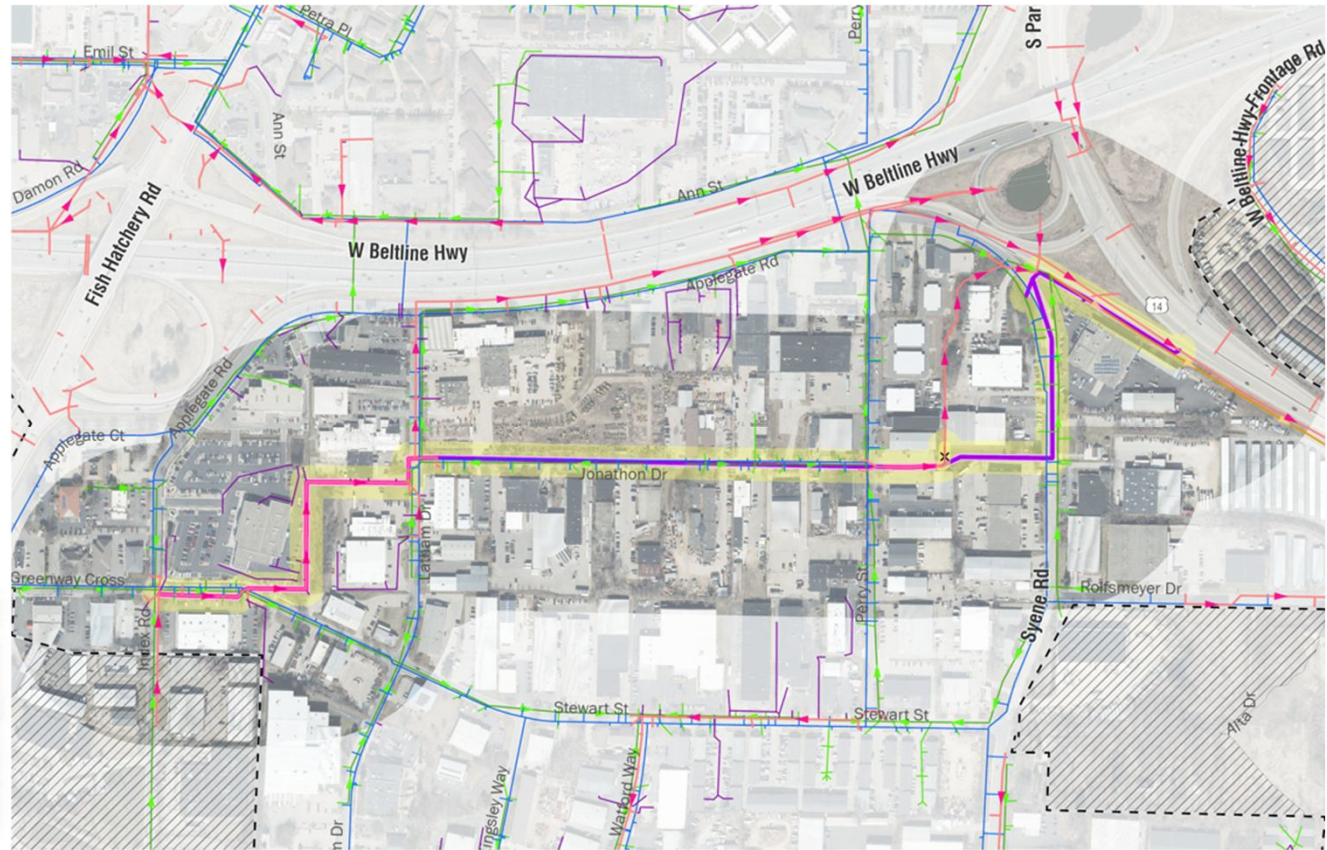 Petra Pl
Emil St
Perry
S Par
Ann St
Damon Rd
Fish Hatchery Rd
W Beltline Hwy
Ann St
W Beltline Hwy
W Beltline-Hwy-Frontage Rd
Applegate Rd
14
Applegate Rd
Applegate Ct
Jonathon Dr
Latham Dr
Greenway Cross
Index Rd
Perry St
Syene Rd
Rolfsmeyer Dr
Stewart St
Stewart St
Alta Dr
n Dr
ingsley Way
Watford Way